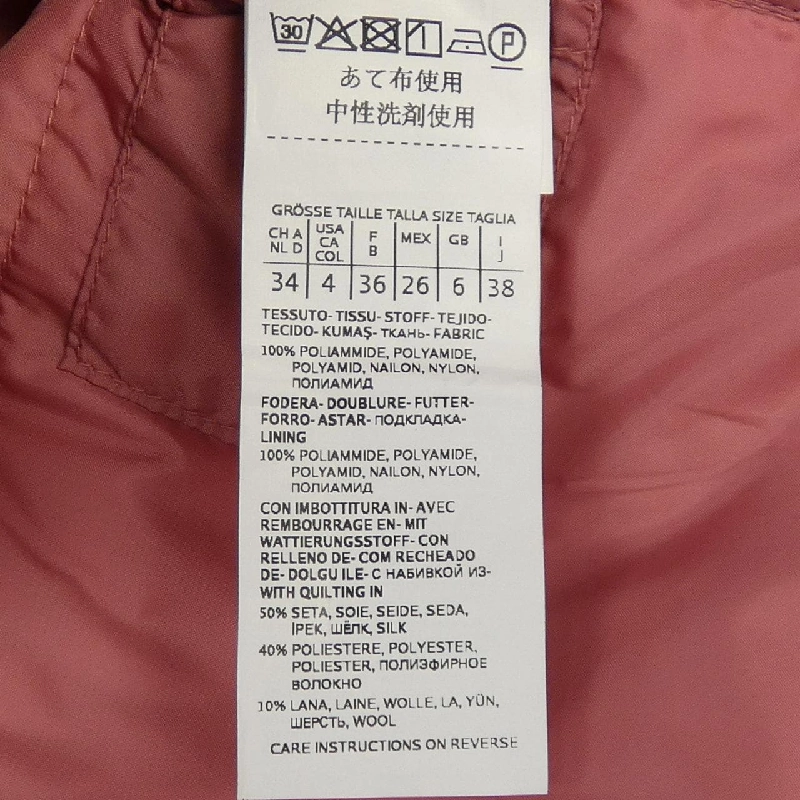 30 P
あて布使用
中性洗剤使用
GRÖSSE TAILLE TALLA SIZE TAGLIA
CH A NL D USA CA COL F B MEX GB I J
34 4 36 26 6 38
TESSUTO- TISSU- STOFF- TEJIDO-
TECIDO- KUMAŞ- ТКАНЬ- FABRIC
100% POLIAMMIDE, POLYAMIDE,
POLYAMID, NAILON, NYLON,
ПОЛИАМИД
FODERA- DOUBLURE- FUTTER-
FORRO- ASTAR- ПОДКЛАДКА-
LINING
100% POLIAMMIDE, POLYAMIDE,
POLYAMID, NAILON, NYLON,
ПОЛИАМИД
CON IMBOTTITURA IN- AVEC
REMBOURRAGE EN- MIT
WATTIERUNGSSTOFF- CON
RELLENO DE- COM RECHEADO
DE- DOLGU ILE- С НАБИВКОЙ ИЗ-
WITH QUILTING IN
50% SETA, SOIE, SEIDE, SEDA,
İPEK, ШЁЛК, SILK
40% POLIESTERE, POLYESTER,
POLIESTER, ПОЛИЭФИРНОЕ
ВОЛОКНО
10% LANA, LAINE, WOLLE, LA, YÜN,
ШЕРСТЬ, WOOL
CARE INSTRUCTIONS ON REVERSE